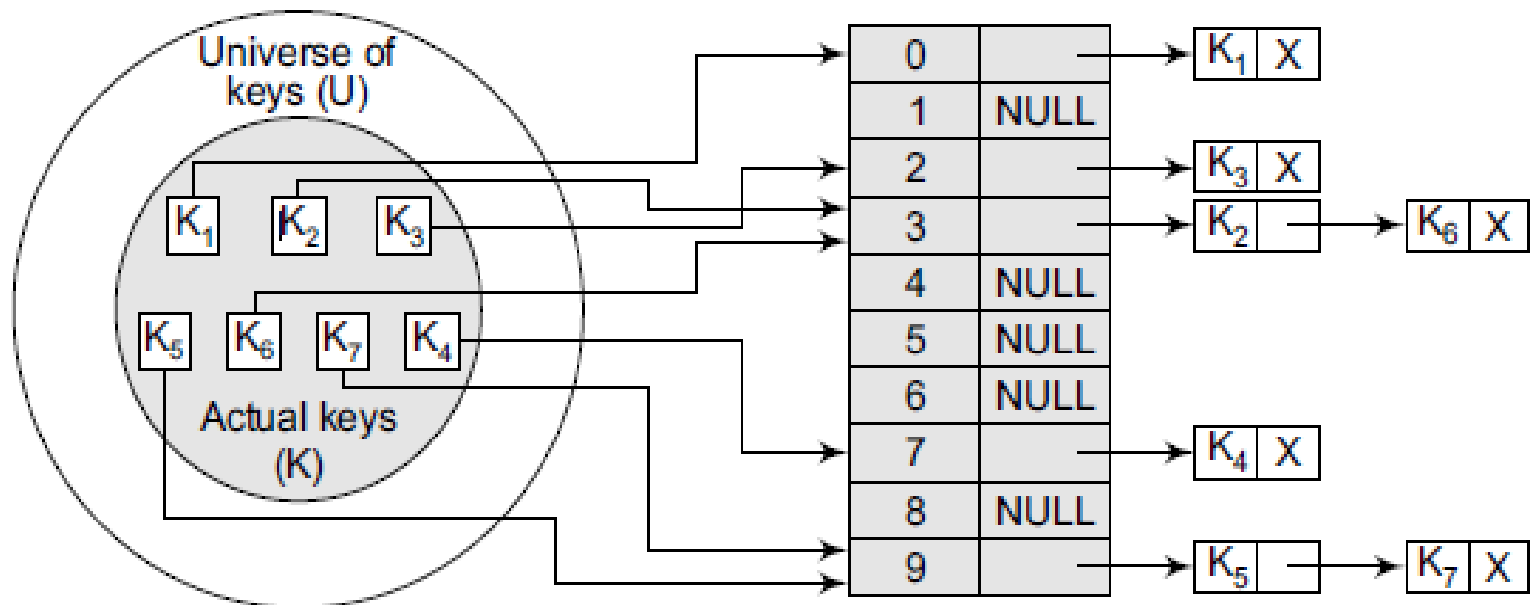 Universe of
keys (U)
K₁ K₂ K₃
K₅ K₆ K₇ K₄
Actual keys
(K)
0 K₁ X
1 NULL
2 K₃ X
3 K₂ K₆ X
4 NULL
5 NULL
6 NULL
7 K₄ X
8 NULL
9 K₅ K₇ X